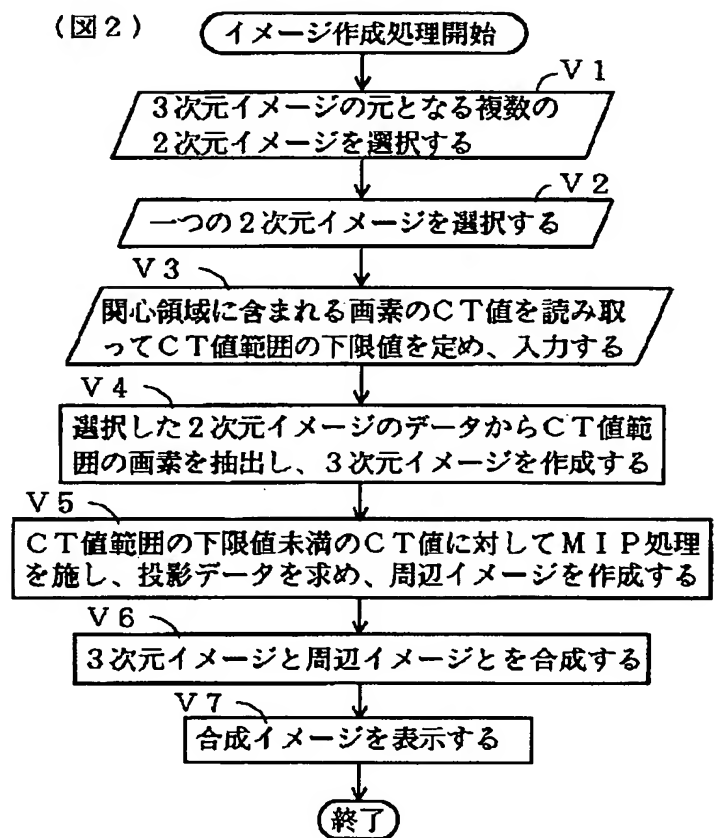 (図2)
イメージ作成処理開始
V1
3次元イメージの元となる複数の
2次元イメージを選択する
V2
一つの2次元イメージを選択する
V3
関心領域に含まれる画素のCT値を読み取
ってCT値範囲の下限値を定め、入力する
V4
選択した2次元イメージのデータからCT値範
囲の画素を抽出し、3次元イメージを作成する
V5
CT値範囲の下限値未満のCT値に対してMIP処理
を施し、投影データを求め、周辺イメージを作成する
V6
3次元イメージと周辺イメージとを合成する
V7
合成イメージを表示する
終了